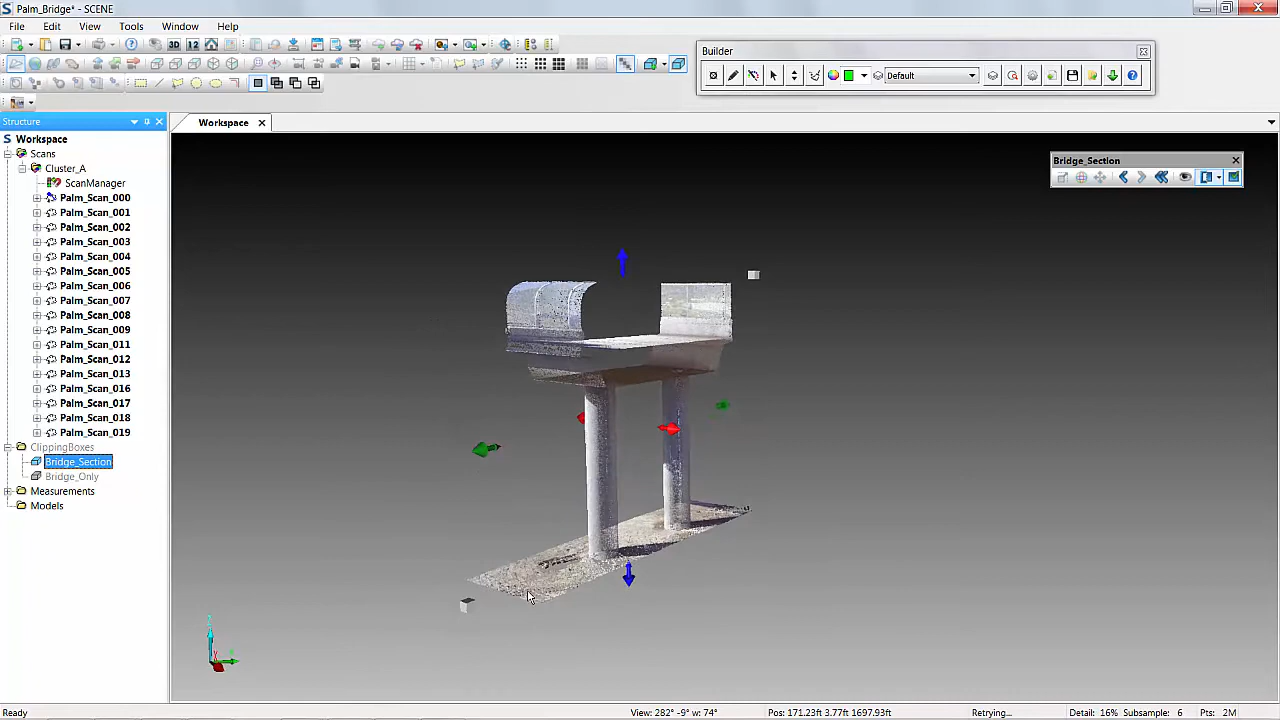 Palm_Bridge* - SCENE
File Edit View Tools Window Help
3D
12
Builder
Default
Structure
Workspace
Bridge_Section
Workspace
Scans
Cluster_A
ScanManager
Palm_Scan_000
Palm_Scan_001
Palm_Scan_002
Palm_Scan_003
Palm_Scan_004
Palm_Scan_005
Palm_Scan_006
Palm_Scan_007
Palm_Scan_008
Palm_Scan_009
Palm_Scan_011
Palm_Scan_012
Palm_Scan_013
Palm_Scan_016
Palm_Scan_017
Palm_Scan_018
Palm_Scan_019
ClippingBoxes
Bridge_Section
Bridge_Only
Measurements
Models
Ready View: 282° -9° w: 74° Pos: 171.23ft 3.77ft 1697.93ft Retrying... Detail: 16% Subsample: 6 Pts: 2M